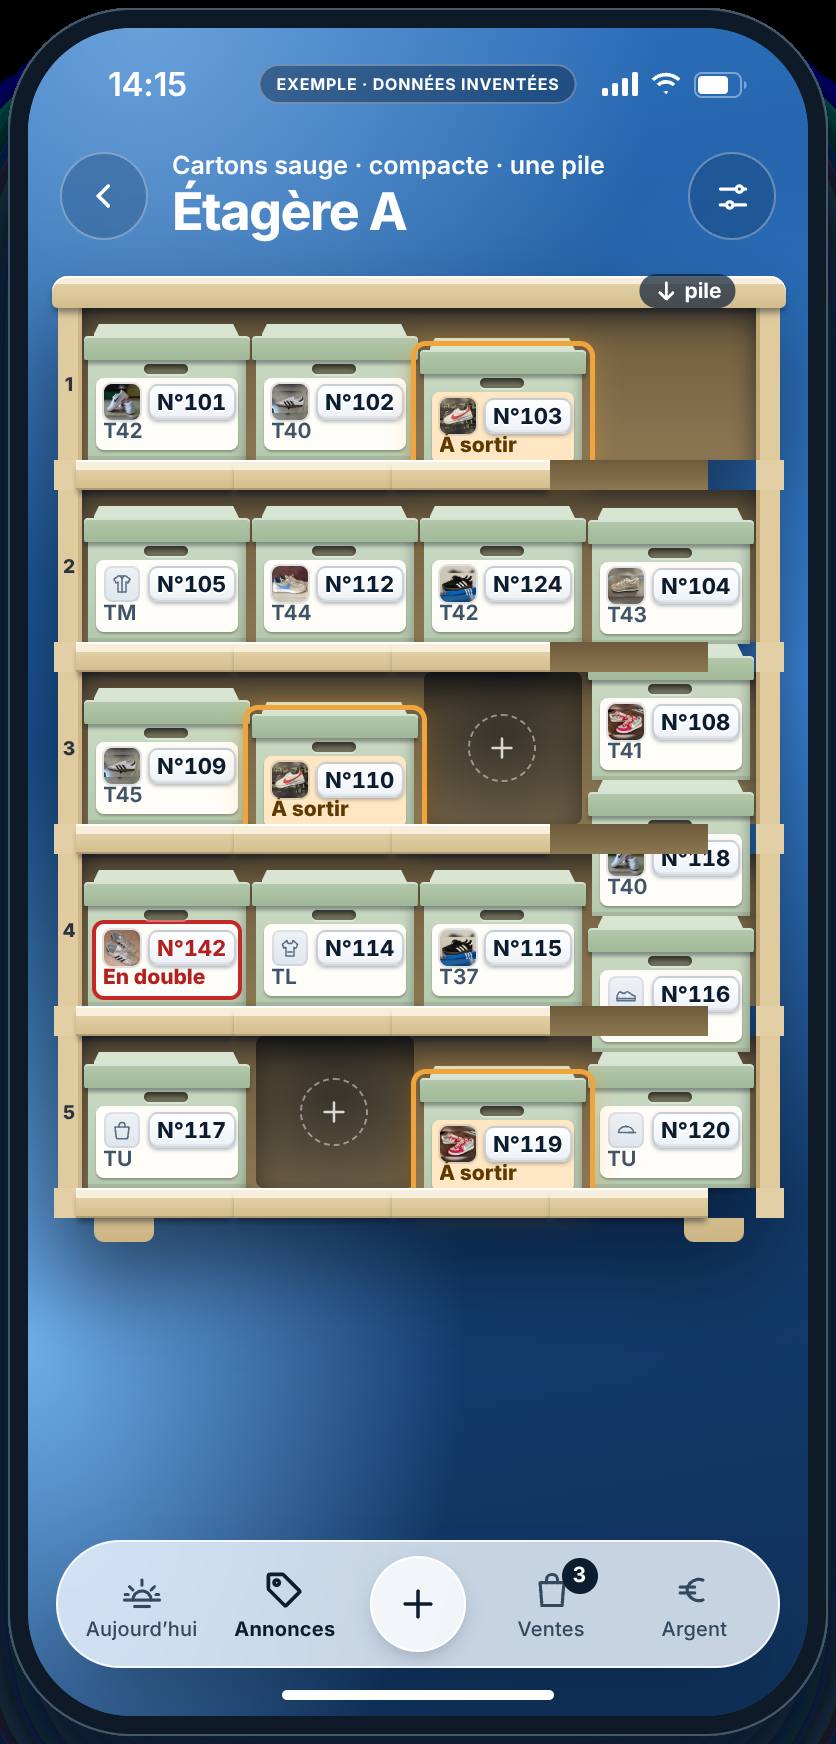 14:15
EXEMPLE · DONNÉES INVENTÉES
Cartons sauge · compacte · une pile
Étagère A
↓ pile
1
N°101
T42
N°102
T40
N°103
À sortir
2
N°105
TM
N°112
T44
N°124
T42
N°104
T43
3
N°109
T45
N°110
À sortir
+
N°108
T41
N°118
T40
4
N°142
En double
N°114
TL
N°115
T37
N°116
5
N°117
TU
+
N°119
À sortir
N°120
TU
Aujourd’hui
Annonces
+
3
Ventes
€
Argent